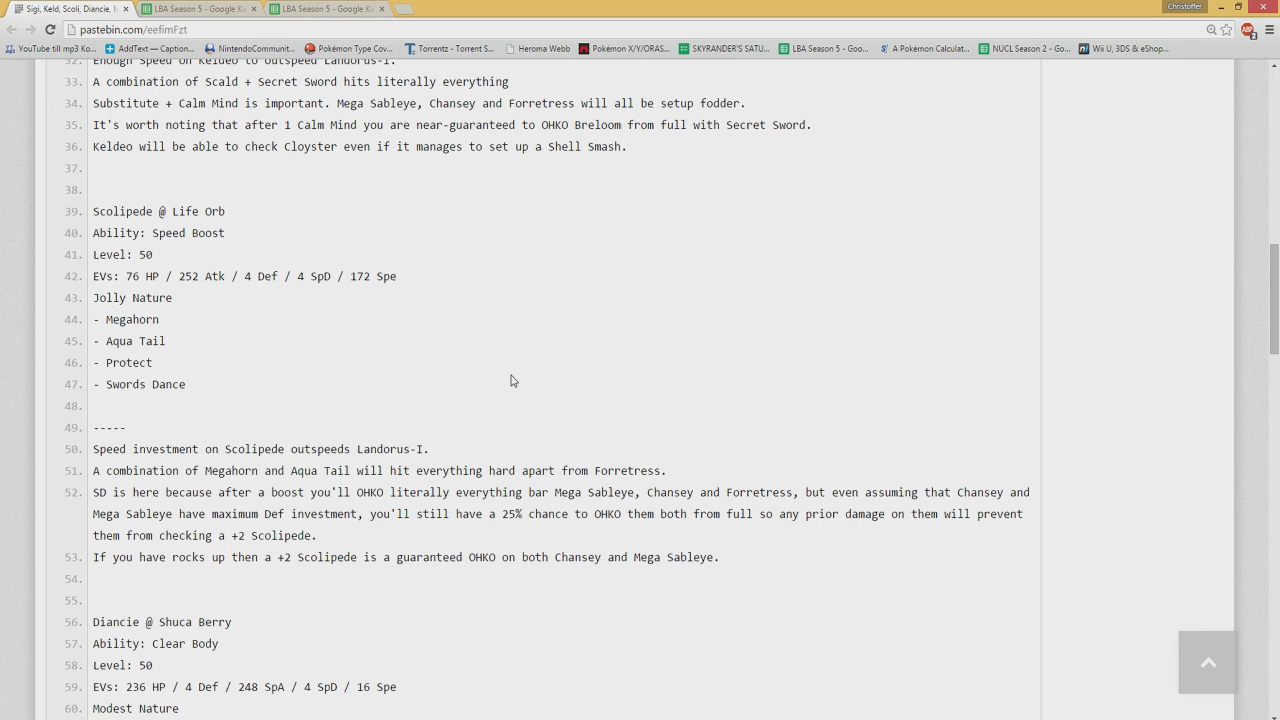 Sigi, Keld, Scoli, Diancie, M
LBA Season 5 - Google Ka
LBA Season 5 - Google Ka
Christoffer
pastebin.com/eefimFzt
YouTube till mp3 Ko...
AddText — Caption...
NintendoCommunit...
Pokémon Type Cov...
Torrentz - Torrent S...
Heroma Webb
Pokémon X/Y/ORAS...
SKYRANDER'S SATU...
LBA Season 5 - Goo...
A Pokémon Calculat...
NUCL Season 2 - Go...
Wii U, 3DS & eShop...
32. Enough Speed on Keldeo to outspeed Landorus-I.
33. A combination of Scald + Secret Sword hits literally everything
34. Substitute + Calm Mind is important. Mega Sableye, Chansey and Forretress will all be setup fodder.
35. It's worth noting that after 1 Calm Mind you are near-guaranteed to OHKO Breloom from full with Secret Sword.
36. Keldeo will be able to check Cloyster even if it manages to set up a Shell Smash.
37.
38.
39. Scolipede @ Life Orb
40. Ability: Speed Boost
41. Level: 50
42. EVs: 76 HP / 252 Atk / 4 Def / 4 SpD / 172 Spe
43. Jolly Nature
44. - Megahorn
45. - Aqua Tail
46. - Protect
47. - Swords Dance
48.
49. -----
50. Speed investment on Scolipede outspeeds Landorus-I.
51. A combination of Megahorn and Aqua Tail will hit everything hard apart from Forretress.
52. SD is here because after a boost you'll OHKO literally everything bar Mega Sableye, Chansey and Forretress, but even assuming that Chansey and
Mega Sableye have maximum Def investment, you'll still have a 25% chance to OHKO them both from full so any prior damage on them will prevent
them from checking a +2 Scolipede.
53. If you have rocks up then a +2 Scolipede is a guaranteed OHKO on both Chansey and Mega Sableye.
54.
55.
56. Diancie @ Shuca Berry
57. Ability: Clear Body
58. Level: 50
59. EVs: 236 HP / 4 Def / 248 SpA / 4 SpD / 16 Spe
60. Modest Nature